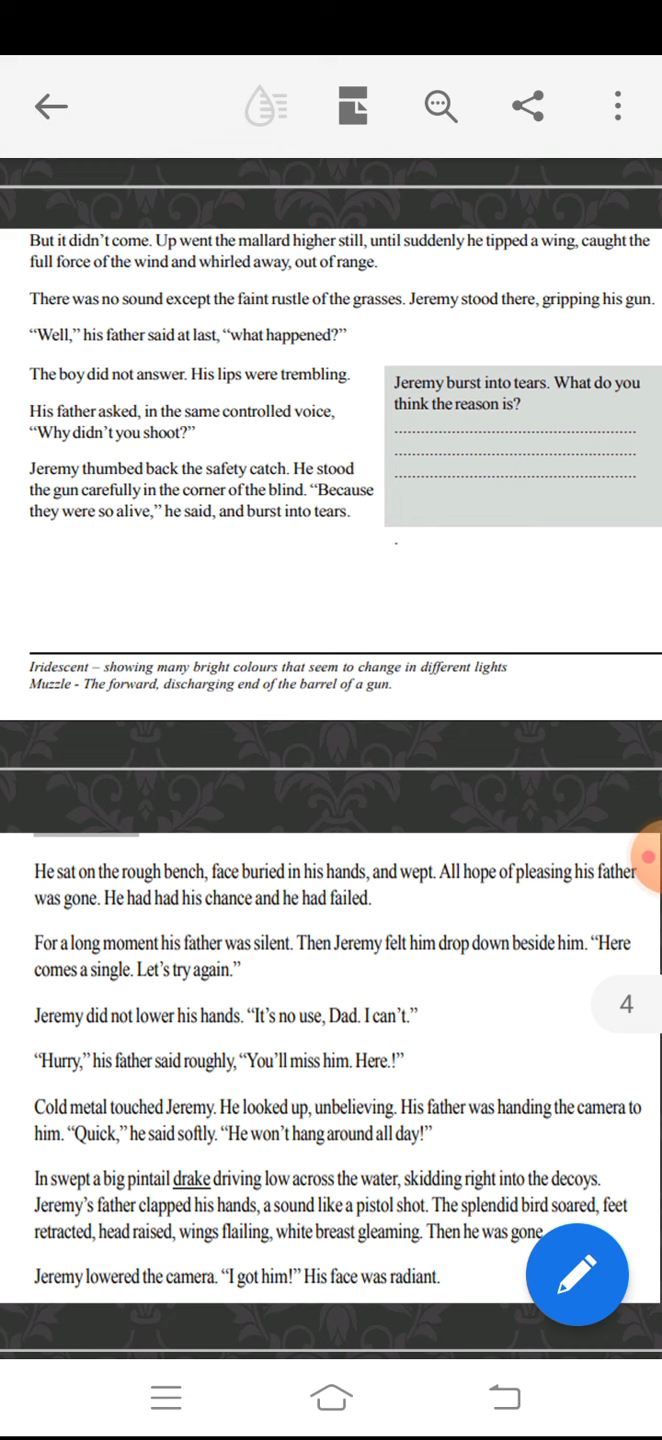 But it didn't come. Up went the mallard higher still, until suddenly he tipped a wing, caught the
full force of the wind and whirled away, out of range.
There was no sound except the faint rustle of the grasses. Jeremy stood there, gripping his gun.
“Well,” his father said at last, “what happened?”
The boy did not answer. His lips were trembling.
His father asked, in the same controlled voice,
“Why didn't you shoot?”
Jeremy thumbed back the safety catch. He stood
the gun carefully in the corner of the blind. “Because
they were so alive,” he said, and burst into tears.
Jeremy burst into tears. What do you
think the reason is?
Iridescent – showing many bright colours that seem to change in different lights
Muzzle - The forward, discharging end of the barrel of a gun.
He sat on the rough bench, face buried in his hands, and wept. All hope of pleasing his father
was gone. He had had his chance and he had failed.
For a long moment his father was silent. Then Jeremy felt him drop down beside him. “Here
comes a single. Let's try again.”
Jeremy did not lower his hands. “It's no use, Dad. I can't.”
“Hurry,” his father said roughly, “You'll miss him. Here.!”
Cold metal touched Jeremy. He looked up, unbelieving. His father was handing the camera to
him. “Quick,” he said softly. “He won't hang around all day!”
In swept a big pintail drake driving low across the water, skidding right into the decoys.
Jeremy's father clapped his hands, a sound like a pistol shot. The splendid bird soared, feet
retracted, head raised, wings flailing, white breast gleaming. Then he was gone.
Jeremy lowered the camera. “I got him!” His face was radiant.
4